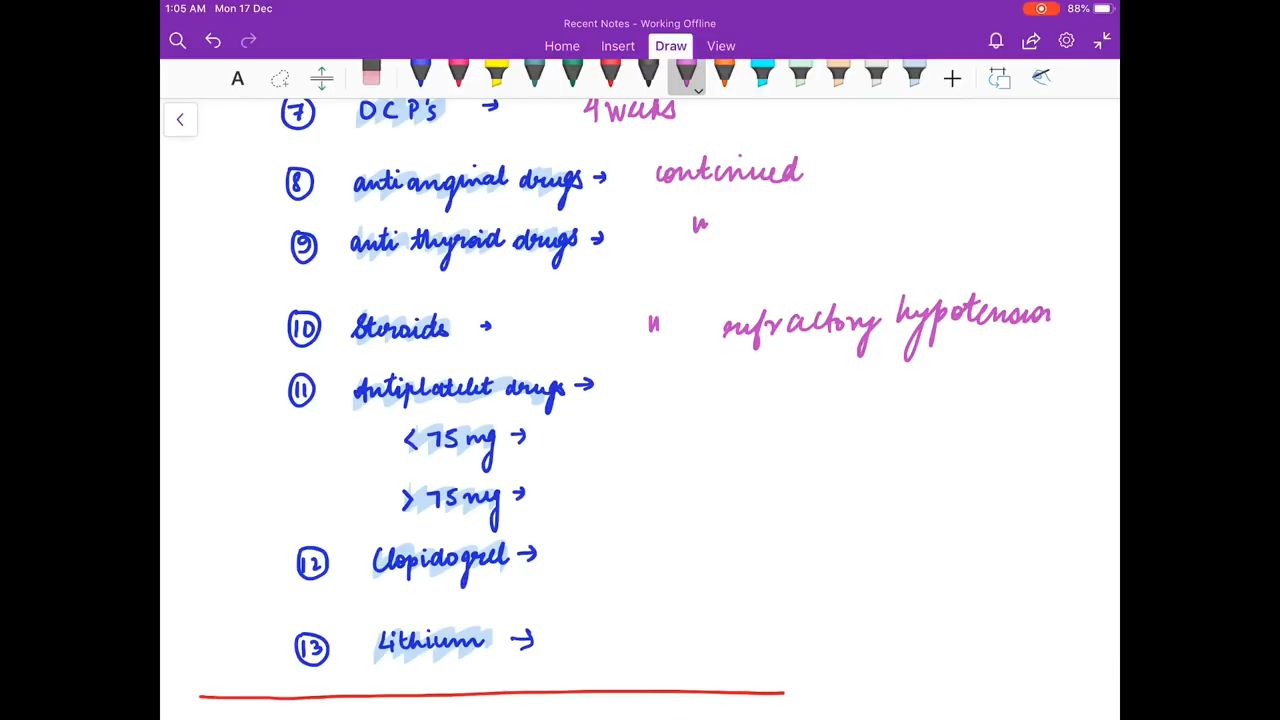 1:05 AM Mon 17 Dec
88%
Recent Notes - Working Offline
Home Insert Draw View
A
7 OCP's → 4 weeks
8 anti anginal drugs → continued
9 anti thyroid drugs → "
10 Steroids → " refractory hypotension
11 Antiplatelet drugs →
< 75 mg →
> 75 mg →
12 Clopidogrel →
13 Lithium →